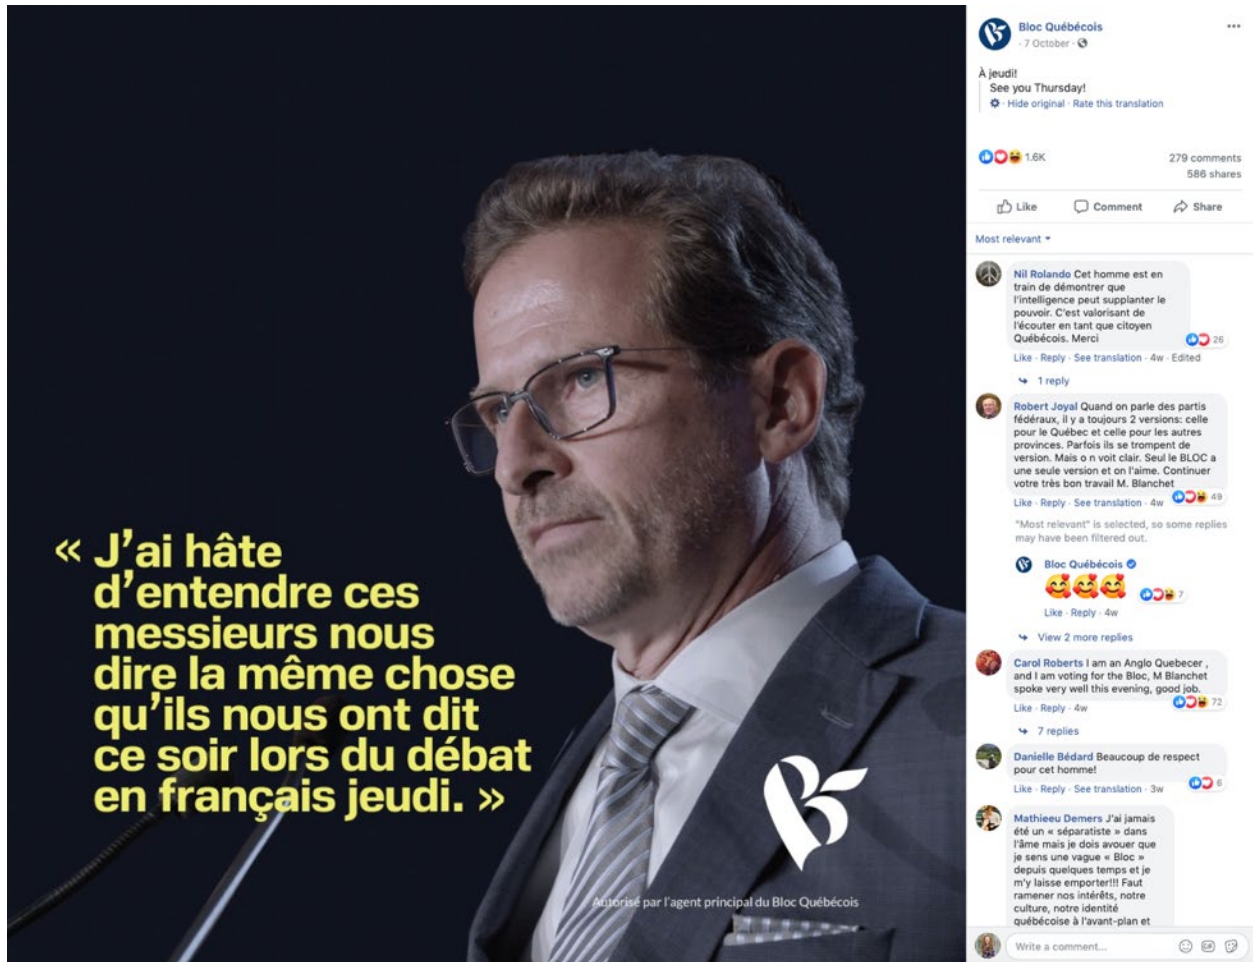 « J'ai hâte
d'entendre ces
messieurs nous
dire la même chose
qu'ils nous ont dit
ce soir lors du débat
en français jeudi. »
Autorisé par l'agent principal du Bloc Québécois
Bloc Québécois
· 7 October ·
À jeudi!
See you Thursday!
· Hide original · Rate this translation
1.6K
279 comments
586 shares
Like Comment Share
Most relevant
Nil Rolando Cet homme est en
train de démontrer que
l'intelligence peut supplanter le
pouvoir. C'est valorisant de
l'écouter en tant que citoyen
Québécois. Merci
26
Like · Reply · See translation · 4w · Edited
1 reply
Robert Joyal Quand on parle des partis
fédéraux, il y a toujours 2 versions: celle
pour le Québec et celle pour les autres
provinces. Parfois ils se trompent de
version. Mais o n voit clair. Seul le BLOC a
une seule version et on l'aime. Continuer
votre très bon travail M. Blanchet
49
Like · Reply · See translation · 4w
"Most relevant" is selected, so some replies
may have been filtered out.
Bloc Québécois
🥰🥰🥰
7
Like · Reply · 4w
View 2 more replies
Carol Roberts I am an Anglo Quebecer ,
and I am voting for the Bloc, M Blanchet
spoke very well this evening, good job.
72
Like · Reply · 4w
7 replies
Danielle Bédard Beaucoup de respect
pour cet homme!
6
Like · Reply · See translation · 3w
Mathieeu Demers J'ai jamais
été un « séparatiste » dans
l'âme mais je dois avouer que
je sens une vague « Bloc »
depuis quelques temps et je
m'y laisse emporter!!! Faut
ramener nos intérêts, notre
culture, notre identité
québécoise à l'avant-plan et
Write a comment...
GIF